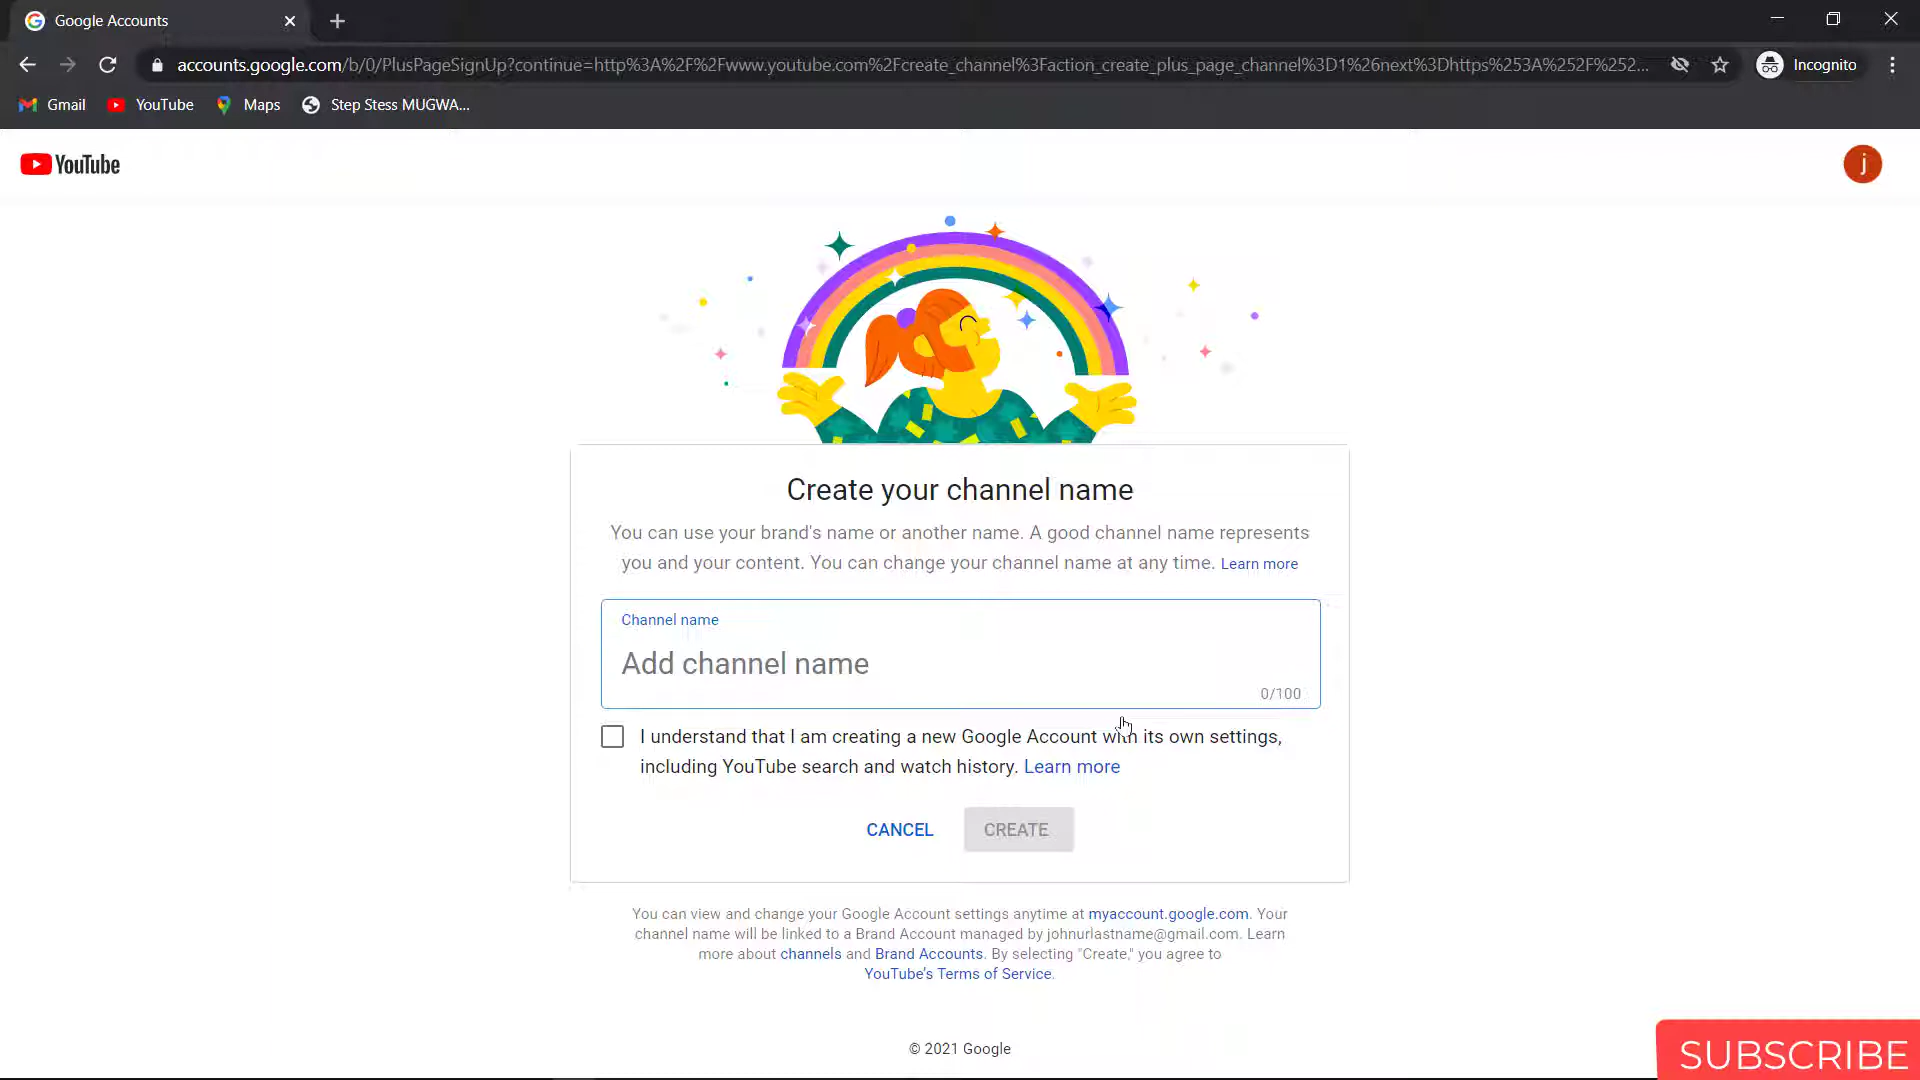 Google Accounts
accounts.google.com/b/0/PlusPageSignUp?continue=http%3A%2F%2Fwww.youtube.com%2Fcreate_channel%3Faction_create_plus_page_channel%3D1%26next%3Dhttps%253A%252F%252...
Incognito
Gmail
YouTube
Maps
Step Stess MUGWA...
YouTube
j
Create your channel name
You can use your brand's name or another name. A good channel name represents
you and your content. You can change your channel name at any time. Learn more
Channel name
Add channel name
0/100
I understand that I am creating a new Google Account with its own settings,
including YouTube search and watch history. Learn more
CANCEL
CREATE
You can view and change your Google Account settings anytime at myaccount.google.com. Your
channel name will be linked to a Brand Account managed by johnurlastname@gmail.com. Learn
more about channels and Brand Accounts. By selecting "Create," you agree to
YouTube's Terms of Service.
© 2021 Google
SUBSCRIBE